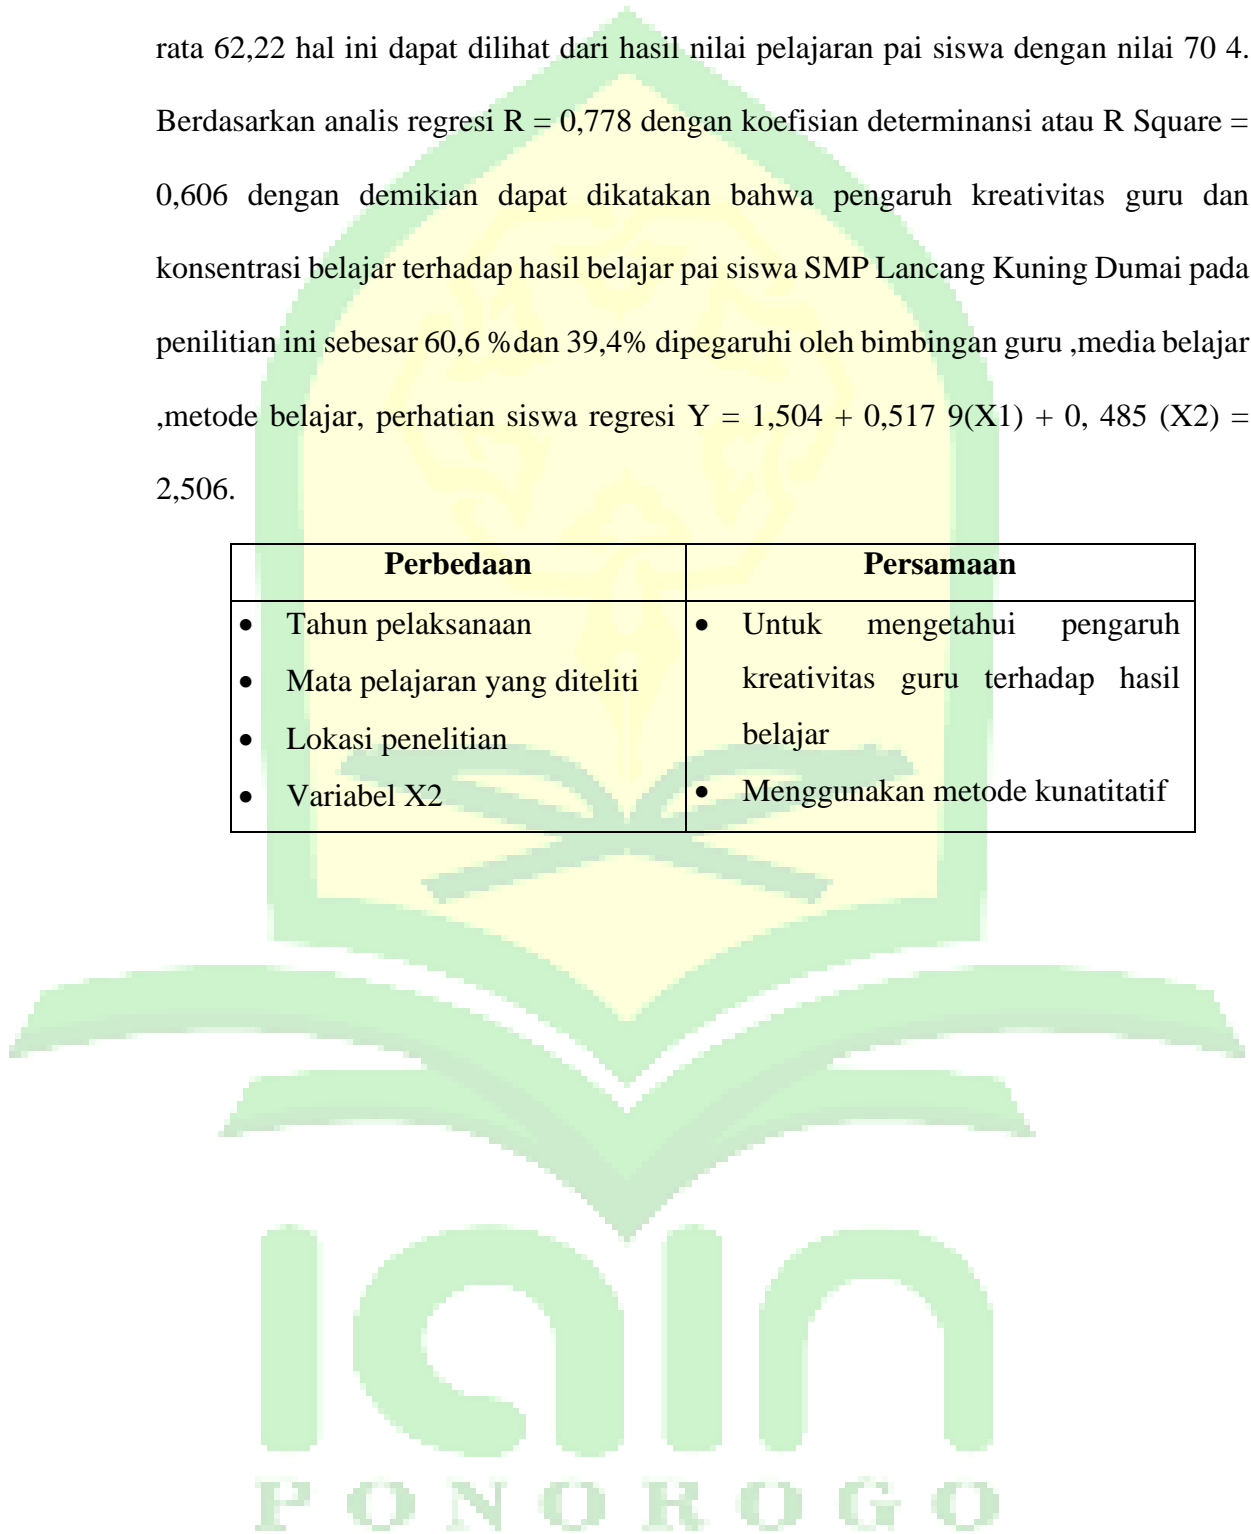 rata 62,22 hal ini dapat dilihat dari hasil nilai pelajaran pai siswa dengan nilai 70 4.
Berdasarkan analis regresi R = 0,778 dengan koefisian determinansi atau R Square =
0,606 dengan demikian dapat dikatakan bahwa pengaruh kreativitas guru dan
konsentrasi belajar terhadap hasil belajar pai siswa SMP Lancang Kuning Dumai pada
penilitian ini sebesar 60,6 %dan 39,4% dipegaruhi oleh bimbingan guru ,media belajar
,metode belajar, perhatian siswa regresi Y = 1,504 + 0,517 9(X1) + 0, 485 (X2) =
2,506.
Perbedaan
• Tahun pelaksanaan
• Mata pelajaran yang diteliti
• Lokasi penelitian
• Variabel X2
Persamaan
• Untuk mengetahui pengaruh
kreativitas guru terhadap hasil
belajar
• Menggunakan metode kunatitatif
iain
PONOROGO